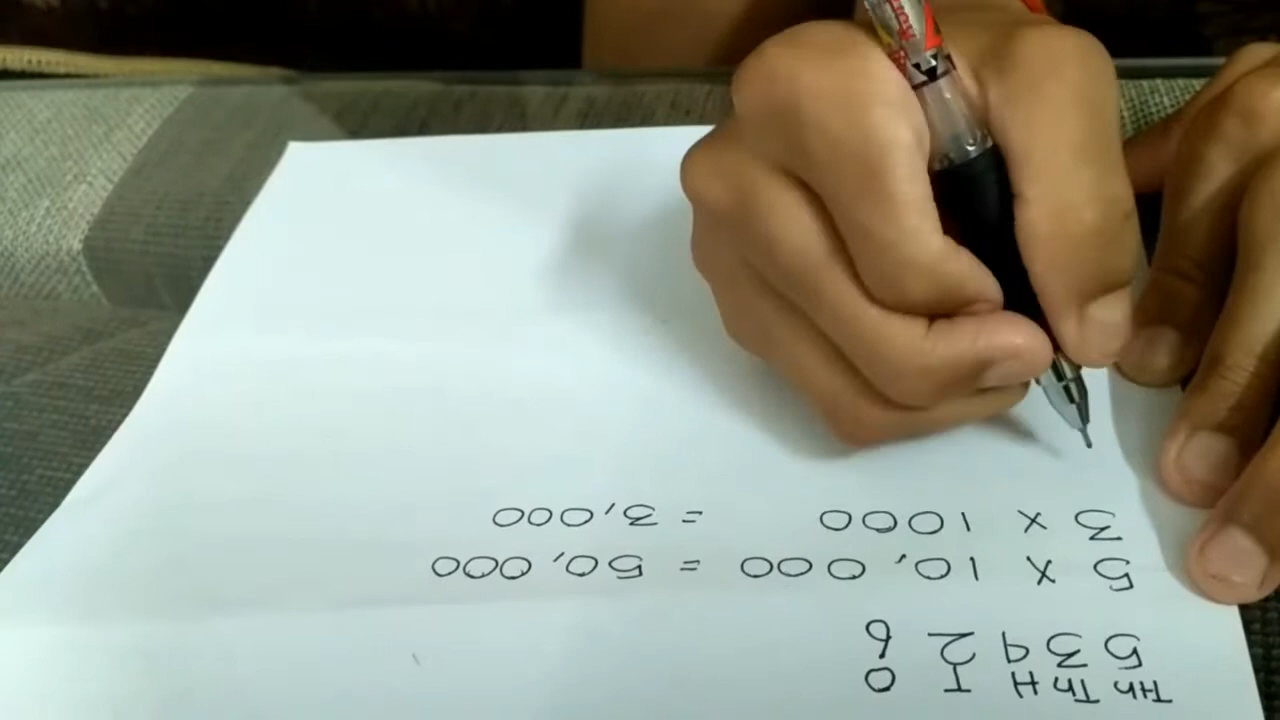 TTh Th H T O
5 3 9 2 6
5 x 10,000 = 50,000
3 x 1000 = 3,000